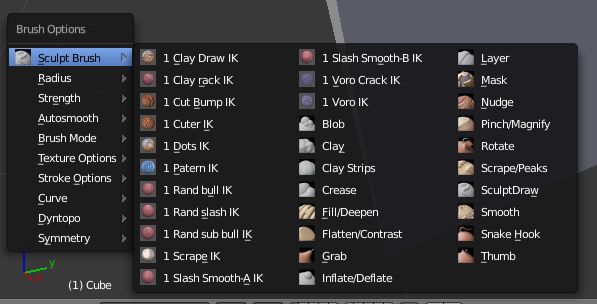 Brush Options
Sculpt Brush
Radius
Strength
Autosmooth
Brush Mode
Texture Options
Stroke Options
Curve
Dyntopo
Symmetry
1 Clay Draw IK
1 Clay rack IK
1 Cut Bump IK
1 Cuter IK
1 Dots IK
1 Patern IK
1 Rand bull IK
1 Rand slash IK
1 Rand sub bull IK
1 Scrape IK
1 Slash Smooth-A IK
1 Slash Smooth-B IK
1 Voro Crack IK
1 Voro IK
Blob
Clay
Clay Strips
Crease
Fill/Deepen
Flatten/Contrast
Grab
Inflate/Deflate
Layer
Mask
Nudge
Pinch/Magnify
Rotate
Scrape/Peaks
SculptDraw
Smooth
Snake Hook
Thumb
y
(1) Cube